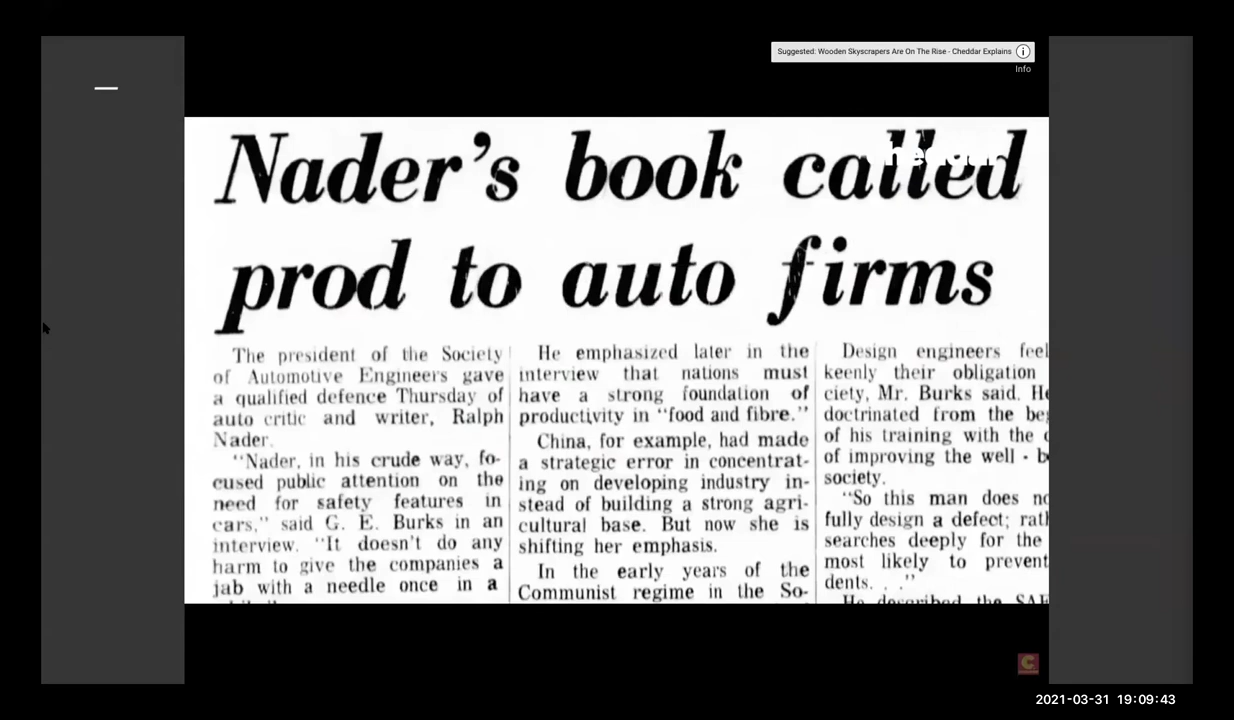 Suggested: Wooden Skyscrapers Are On The Rise - Cheddar Explains
Info
cheddar
Nader's book called
prod to auto firms
The president of the Society
of Automotive Engineers gave
a qualified defence Thursday of
auto critic and writer, Ralph
Nader.
"Nader, in his crude way, fo-
cused public attention on the
need for safety features in
cars," said G. E. Burks in an
interview. "It doesn't do any
harm to give the companies a
jab with a needle once in a
He emphasized later in the
interview that nations must
have a strong foundation of
productivity in "food and fibre."
China, for example, had made
a strategic error in concentrat-
ing on developing industry in-
stead of building a strong agri-
cultural base. But now she is
shifting her emphasis.
In the early years of the
Communist regime in the So-
Design engineers feel
keenly their obligation
ciety, Mr. Burks said. He
doctrinated from the be
of his training with the
of improving the well - b
society.
"So this man does no
fully design a defect; rat
searches deeply for the
most likely to prevent
dents. . ."
He described the SAE
C
2021-03-31 19:09:43